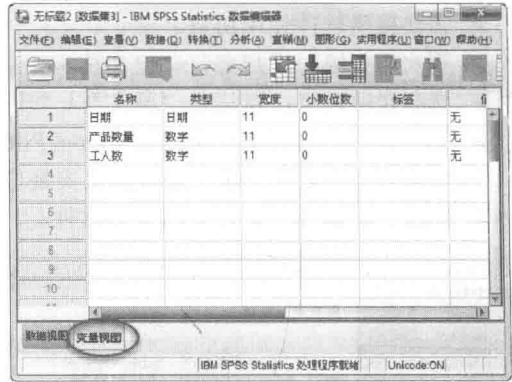 无标题2 [数据集3] - IBM SPSS Statistics 数据编辑器
文件(F) 编辑(E) 查看(V) 数据(D) 转换(T) 分析(A) 直销(M) 图形(G) 实用程序(U) 窗口(W) 帮助(H)
名称 类型 宽度 小数位数 标签 值
1 日期 日期 11 0 无
2 产品数量 数字 11 0 无
3 工人数 数字 11 0 无
4
5
6
7
8
9
10
数据视图 变量视图
IBM SPSS Statistics 处理程序就绪 Unicode:ON